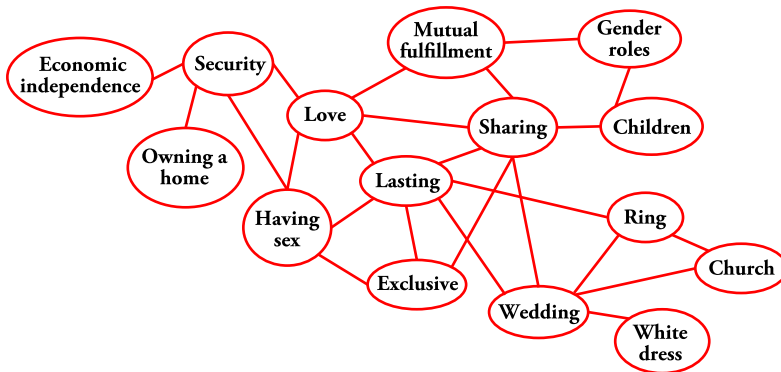 Mutual
fulfillment
Gender
roles
Economic
independence
Security
Love
Sharing
Children
Owning a
home
Lasting
Having
sex
Ring
Exclusive
Church
Wedding
White
dress